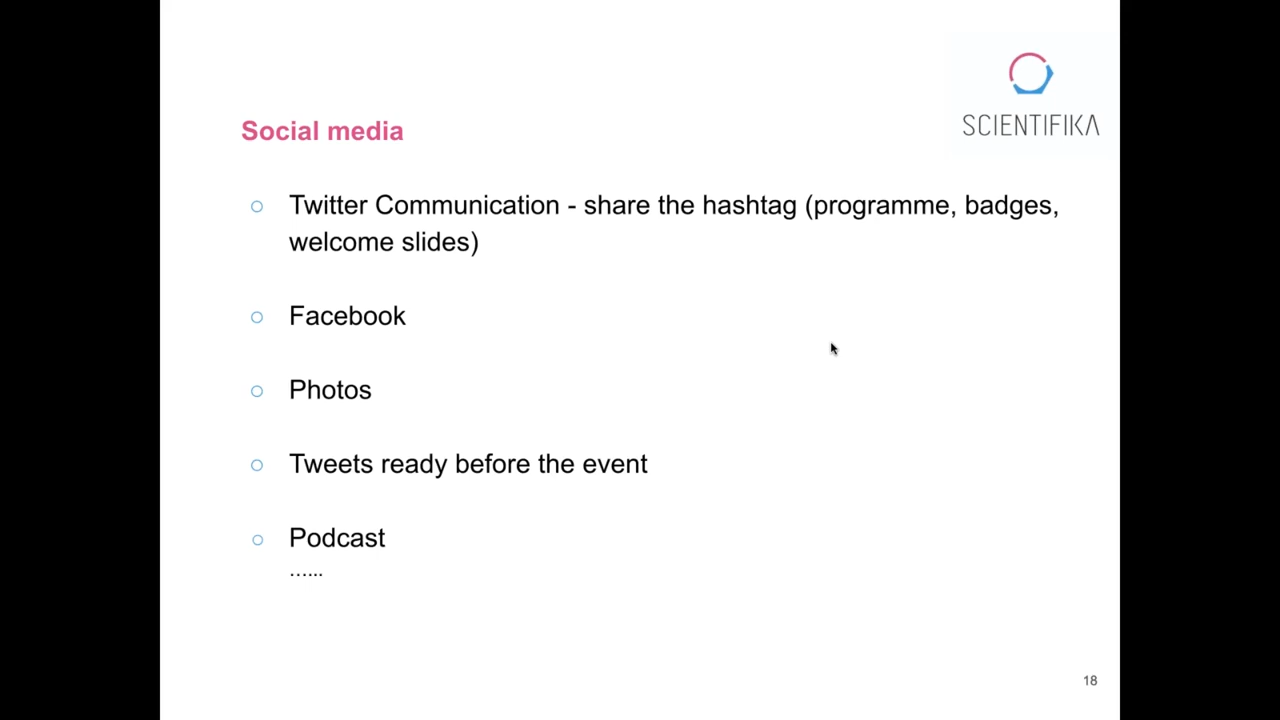 SCIENTIFIKA
Social media
Twitter Communication - share the hashtag (programme, badges,
welcome slides)
Facebook
Photos
Tweets ready before the event
Podcast
…...
18